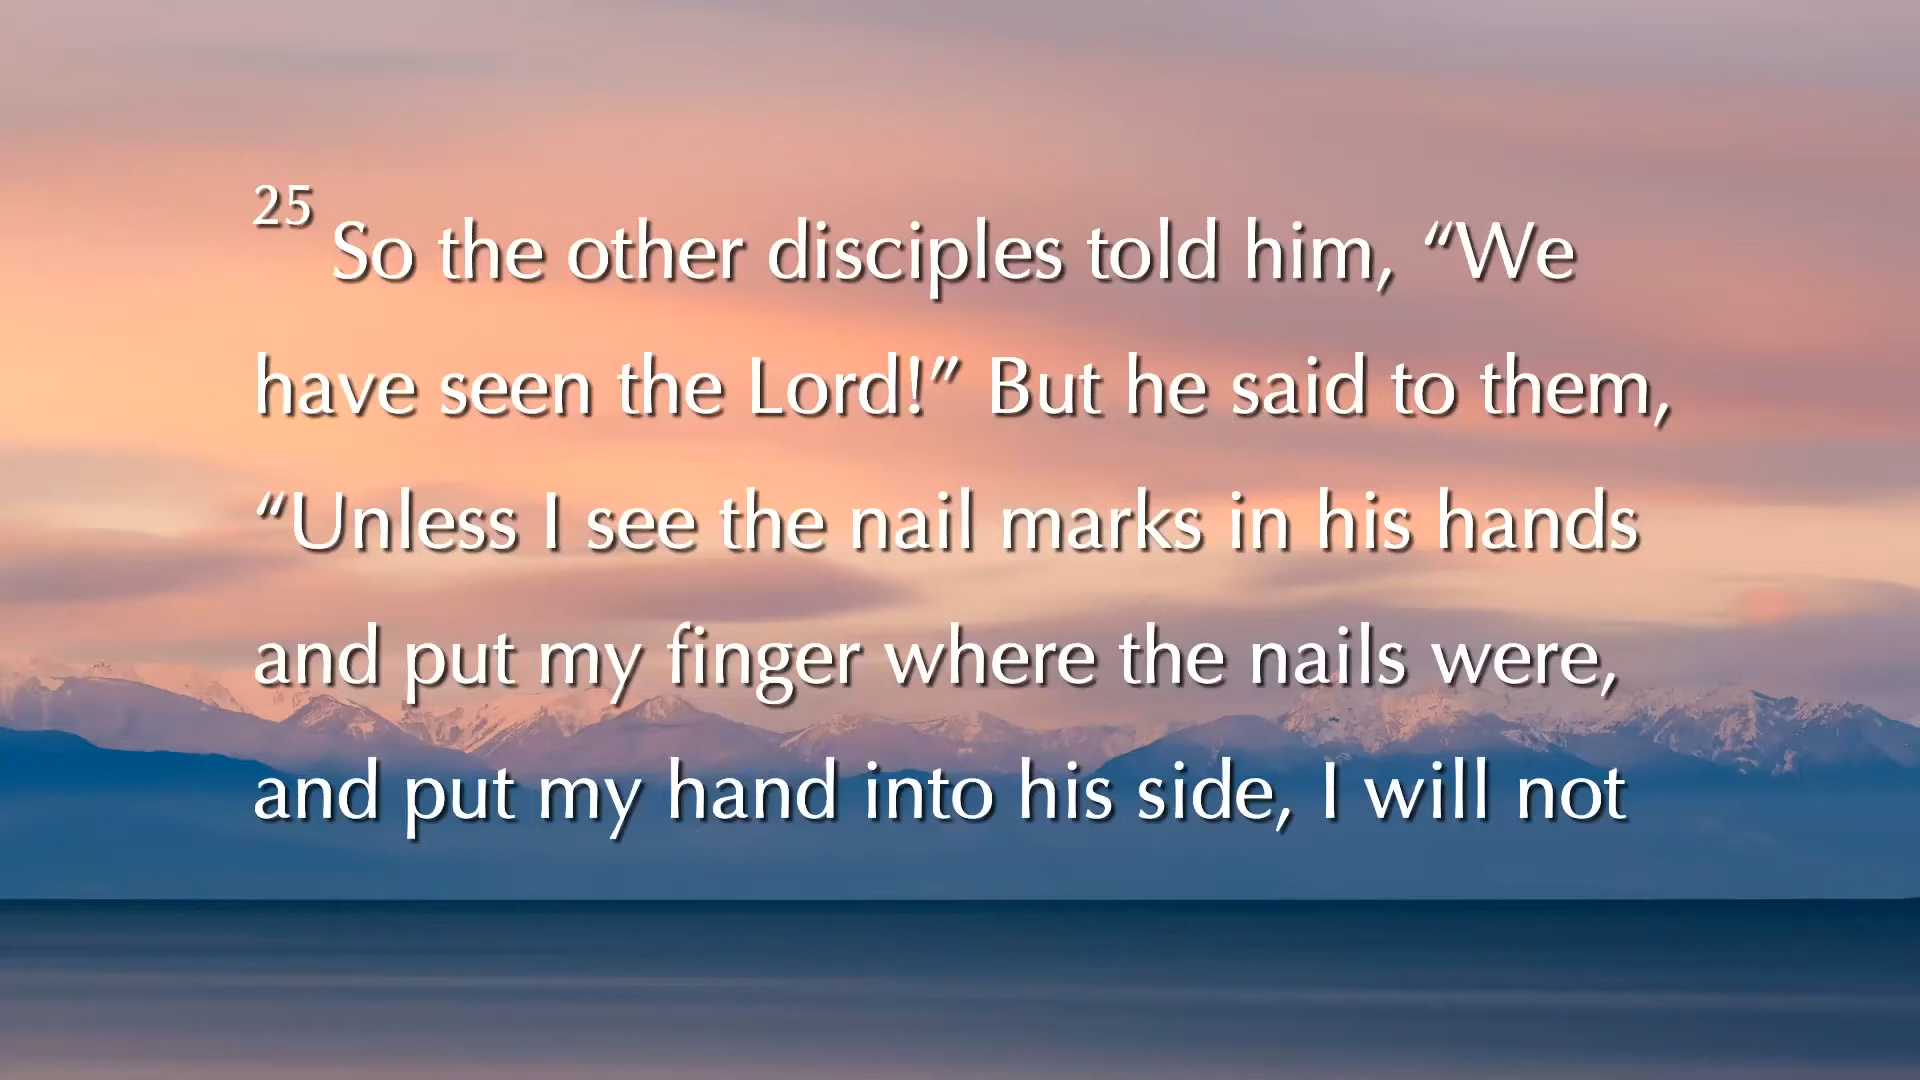 25 So the other disciples told him, “We
have seen the Lord!” But he said to them,
“Unless I see the nail marks in his hands
and put my finger where the nails were,
and put my hand into his side, I will not